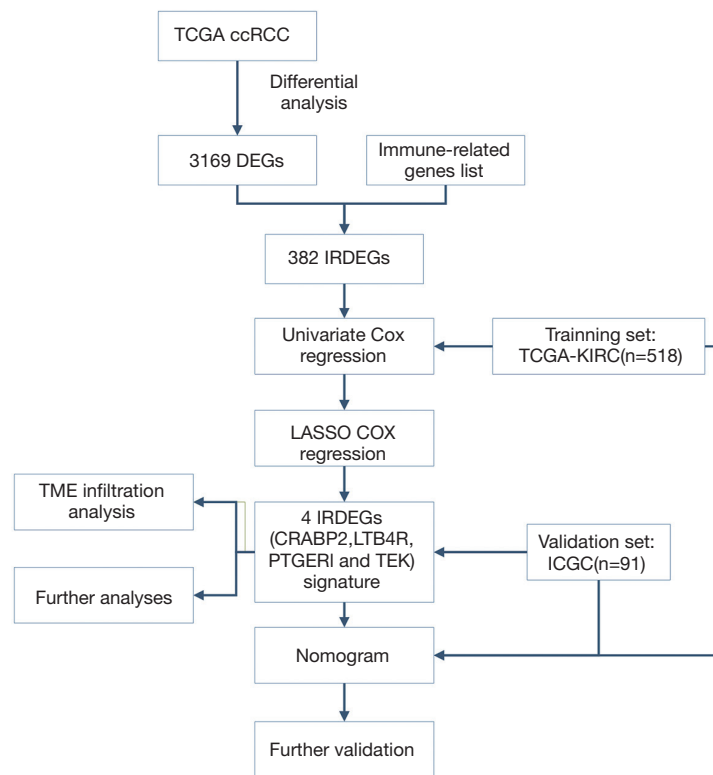 TCGA ccRCC
Differential
analysis
3169 DEGs
Immune-related
genes list
382 IRDEGs
Univariate Cox
regression
Trainning set:
TCGA-KIRC(n=518)
LASSO COX
regression
TME infiltration
analysis
4 IRDEGs
(CRABP2,LTB4R,
PTGERl and TEK)
signature
Validation set:
ICGC(n=91)
Further analyses
Nomogram
Further validation